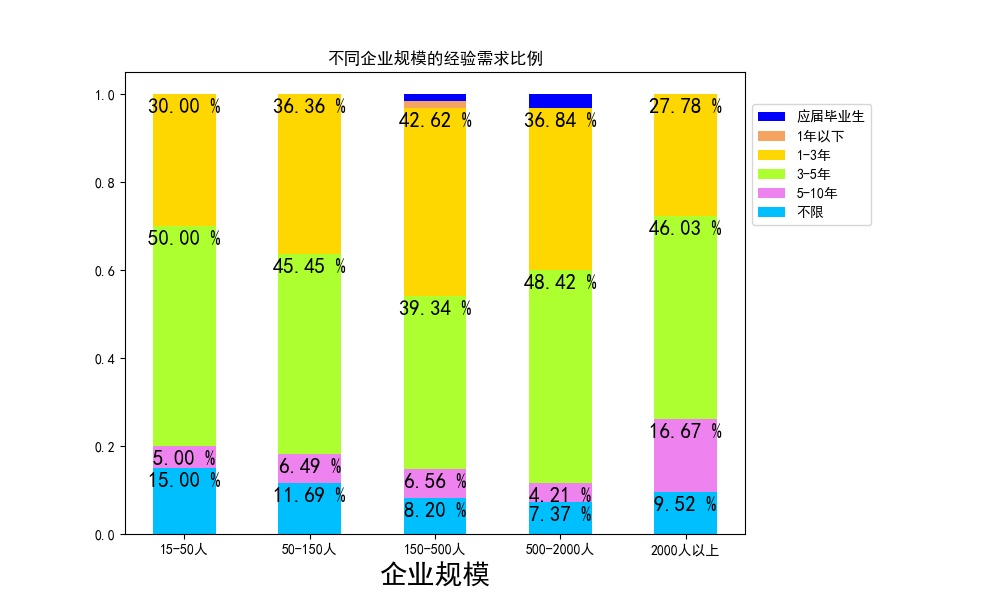 不同企业规模的经验需求比例
1.0
0.8
0.6
0.4
0.2
0.0
30.00 %
50.00 %
5.00 %
15.00 %
36.36 %
45.45 %
6.49 %
11.69 %
42.62 %
39.34 %
6.56 %
8.20 %
36.84 %
48.42 %
4.21 %
7.37 %
27.78 %
46.03 %
16.67 %
9.52 %
应届毕业生
1年以下
1-3年
3-5年
5-10年
不限
15-50人
50-150人
150-500人
500-2000人
2000人以上
企业规模